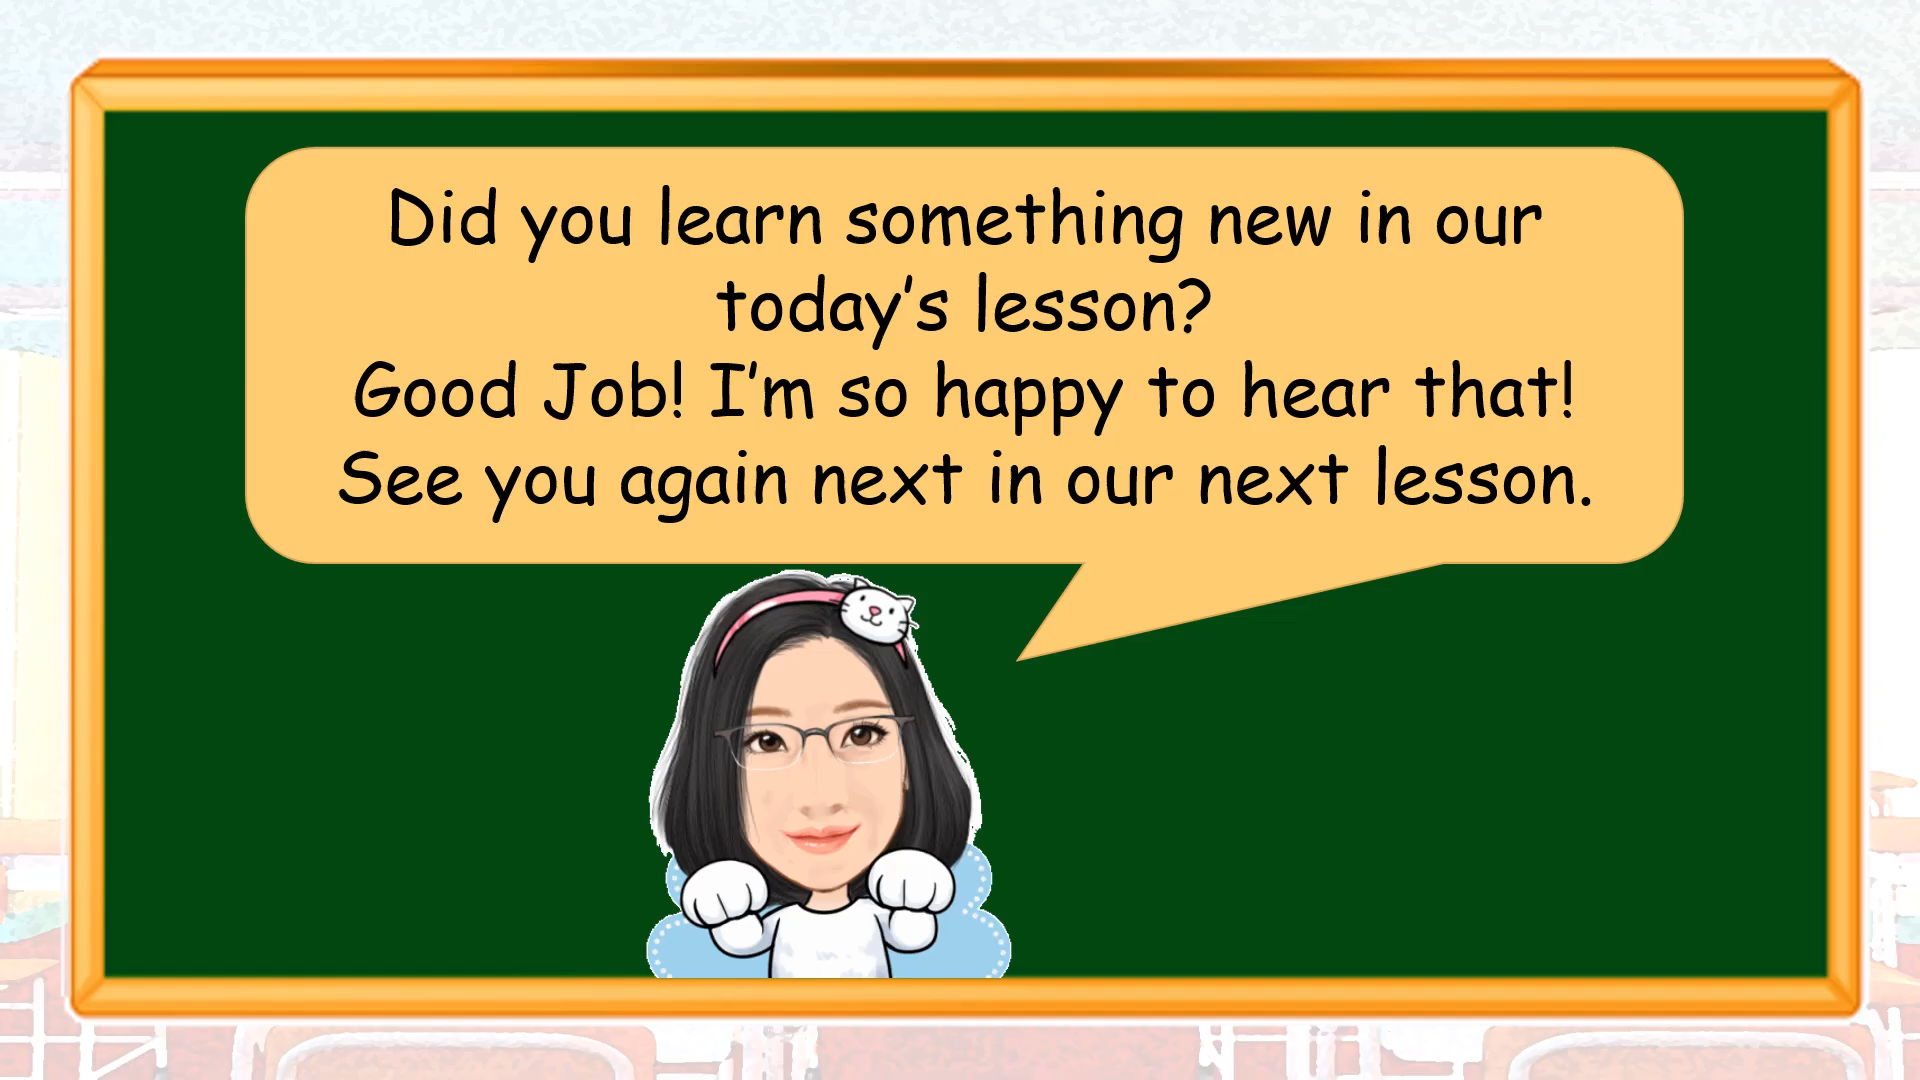 Did you learn something new in our
today’s lesson?
Good Job! I’m so happy to hear that!
See you again next in our next lesson.